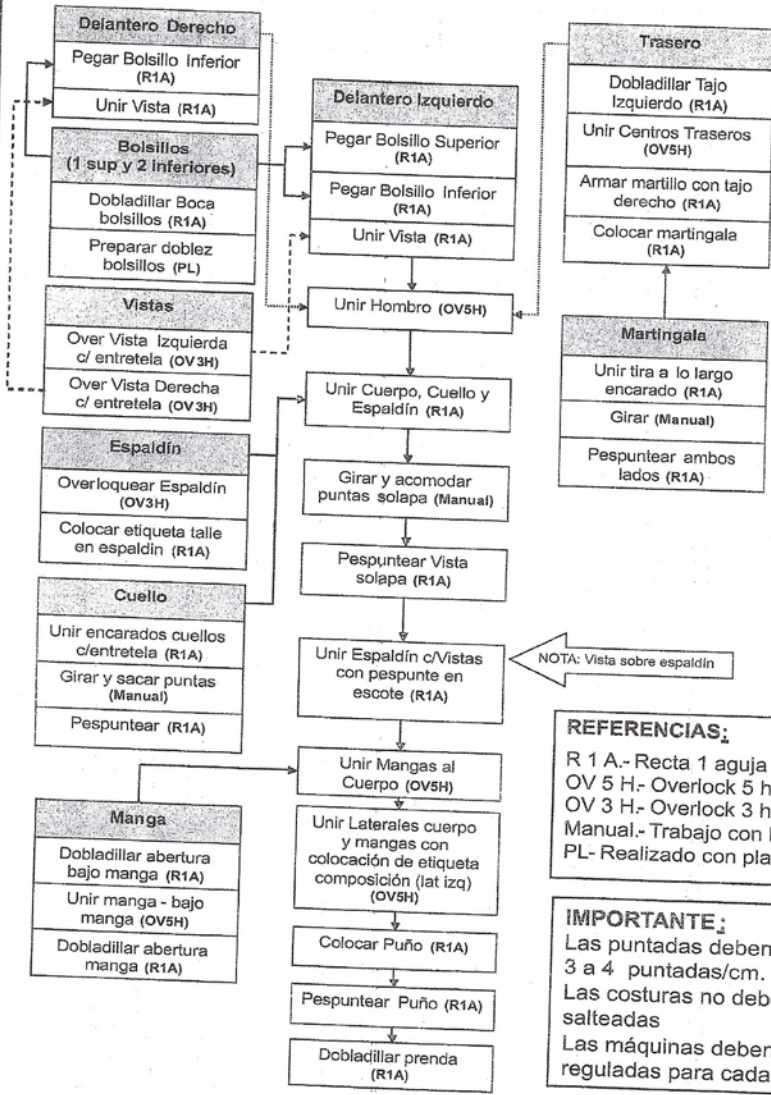 Delantero Derecho
Pegar Bolsillo Inferior
(R1A)
Unir Vista (R1A)
Bolsillos
(1 sup y 2 inferiores)
Dobladillar Boca
bolsillos (R1A)
Preparar doblez
bolsillos (PL)
Vistas
Over Vista Izquierda
c/ entretela (OV3H)
Over Vista Derecha
c/ entretela (OV3H)
Espaldín
Overloquear Espaldín
(OV3H)
Colocar etiqueta talle
en espaldin (R1A)
Cuello
Unir encarados cuellos
c/entretela (R1A)
Girar y sacar puntas
(Manual)
Pespuntear (R1A)
Manga
Dobladillar abertura
bajo manga (R1A)
Unir manga - bajo
manga (OV5H)
Dobladillar abertura
manga (R1A)
Delantero Izquierdo
Pegar Bolsillo Superior
(R1A)
Pegar Bolsillo Inferior
(R1A)
Unir Vista (R1A)
Unir Hombro (OV5H)
Unir Cuerpo, Cuello y
Espaldín (R1A)
Girar y acomodar
puntas solapa (Manual)
Pespuntear Vista
solapa (R1A)
Unir Espaldín c/Vistas
con pespunte en
escote (R1A)
NOTA: Vista sobre espaldín
Unir Mangas al
Cuerpo (OV5H)
Unir Laterales cuerpo
y mangas con
colocación de etiqueta
composición (lat izq)
(OV5H)
Colocar Puño (R1A)
Pespuntear Puño (R1A)
Dobladillar prenda
(R1A)
Trasero
Dobladillar Tajo
Izquierdo (R1A)
Unir Centros Traseros
(OV5H)
Armar martillo con tajo
derecho (R1A)
Colocar martingala
(R1A)
Martingala
Unir tira a lo largo
encarado (R1A)
Girar (Manual)
Pespuntear ambos
lados (R1A)
REFERENCIAS:
R 1 A.- Recta 1 aguja
OV 5 H.- Overlock 5 h
OV 3 H.- Overlock 3 h
Manual.- Trabajo con
PL- Realizado con pla
IMPORTANTE:
Las puntadas deben
3 a 4 puntadas/cm.
Las costuras no deb
salteadas
Las máquinas deben
reguladas para cada